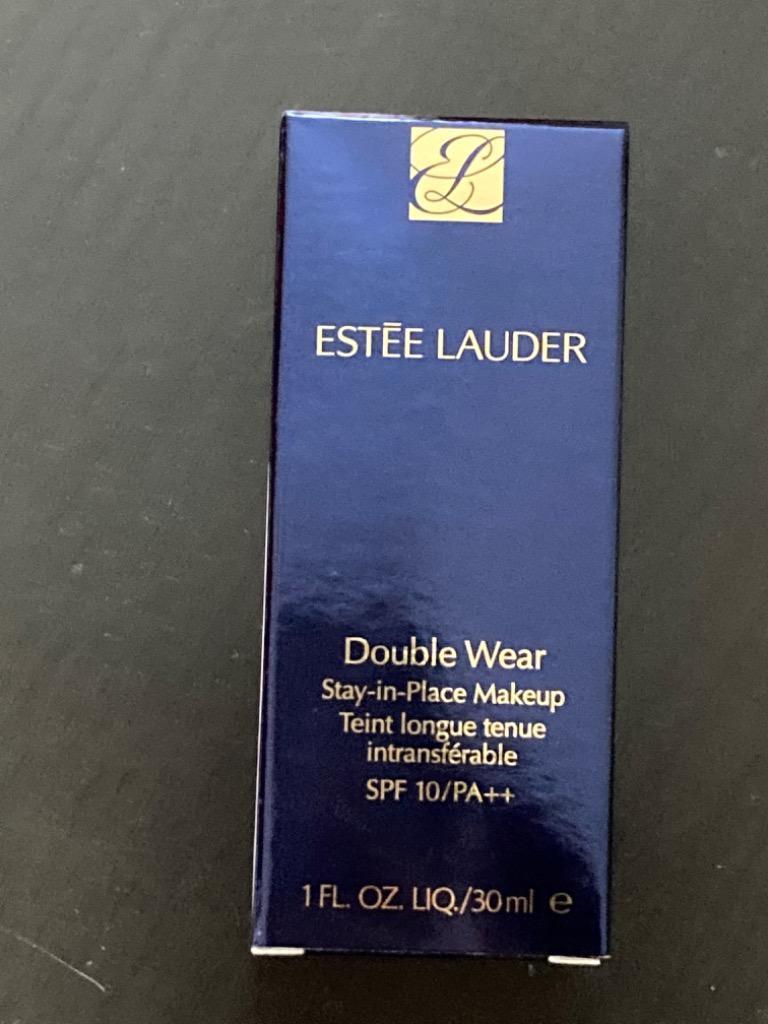 EL
ESTĒE LAUDER
Double Wear
Stay-in-Place Makeup
Teint longue tenue
intransférable
SPF 10/PA++
1 FL. OZ. LIQ./30ml ℮